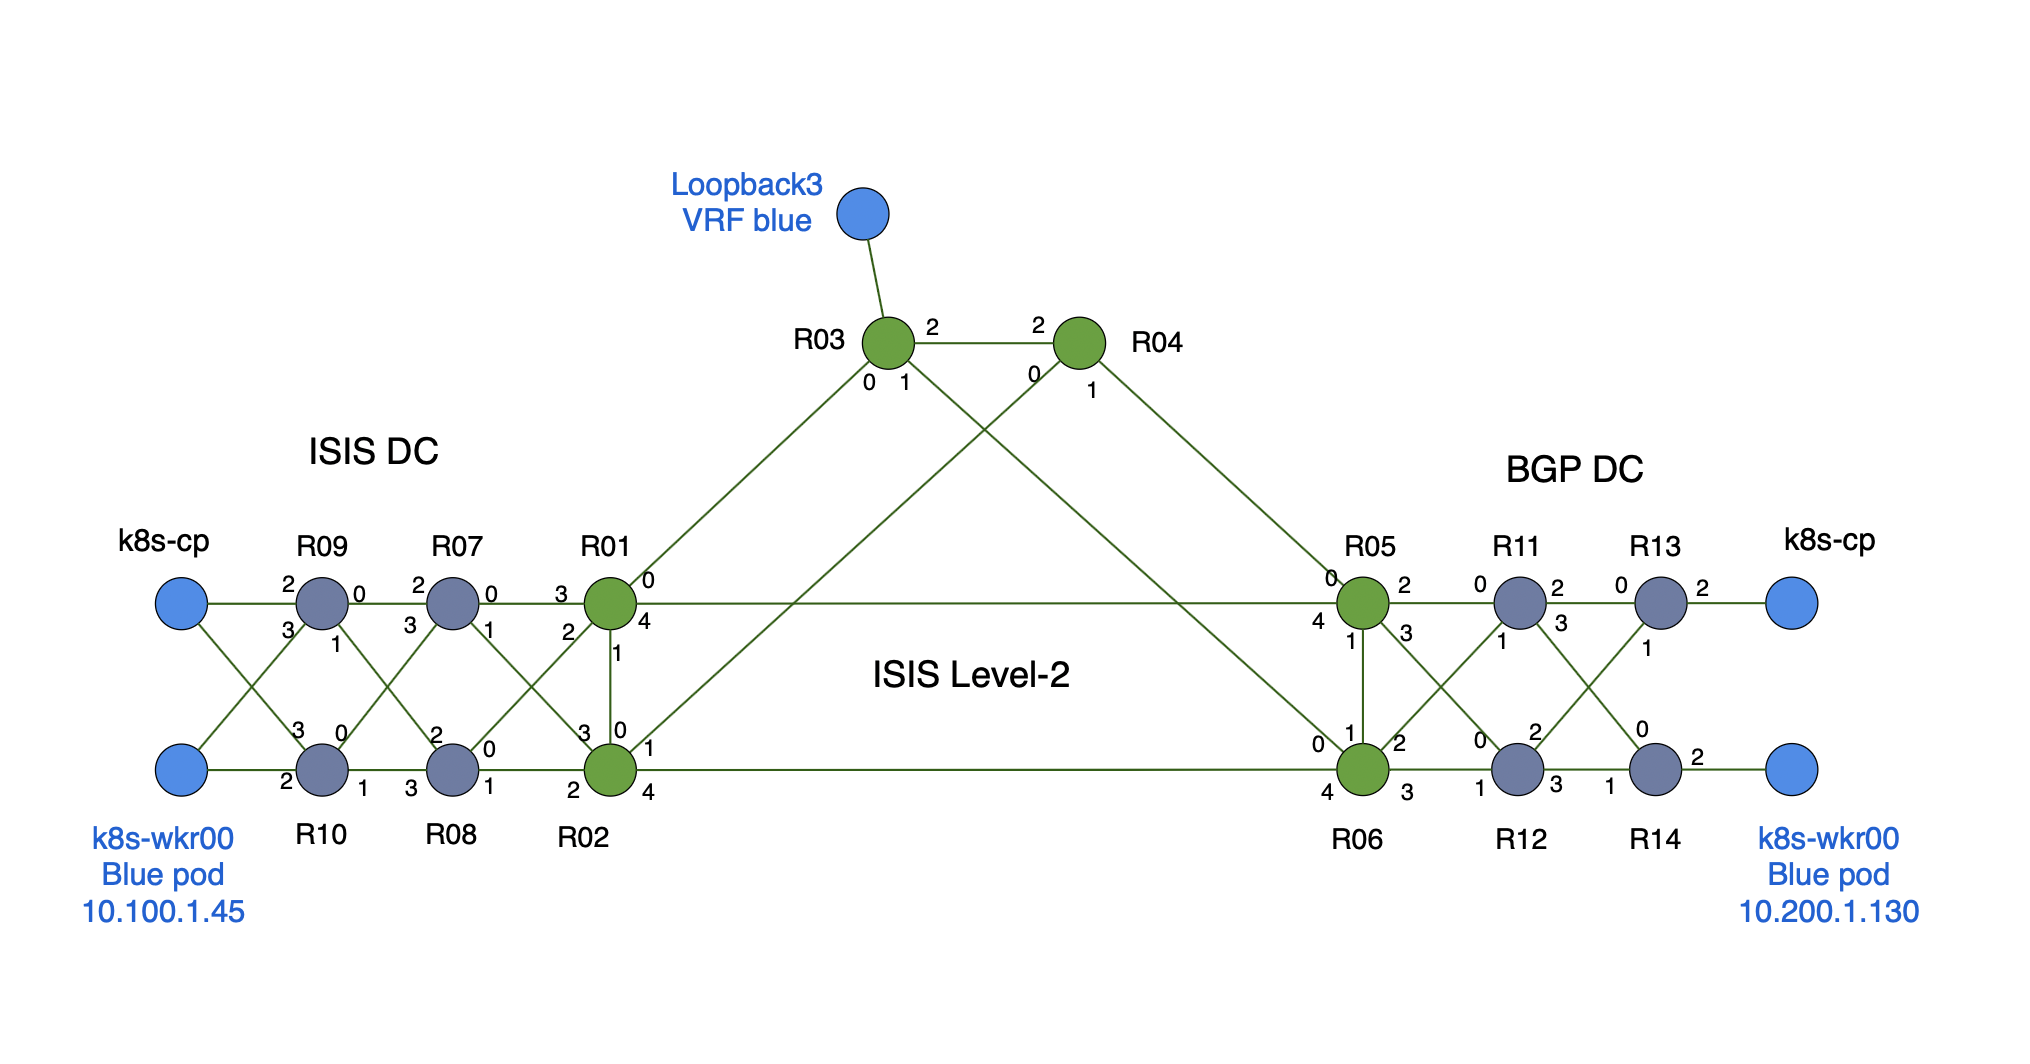 Loopback3
VRF blue
R03
2
2
R04
0
1
0
1
ISIS DC
BGP DC
k8s-cp
R09
R07
R01
R05
R11
R13
k8s-cp
2
0
2
0
3
0
0
2
0
2
0
2
3
1
3
1
2
4
1
4
1
3
1
3
1
ISIS Level-2
3
0
2
0
3
0
1
1
0
2
0
2
0
2
2
1
3
1
2
4
4
3
1
3
1
R10
R08
R02
R06
R12
R14
k8s-wkr00
Blue pod
10.100.1.45
k8s-wkr00
Blue pod
10.200.1.130